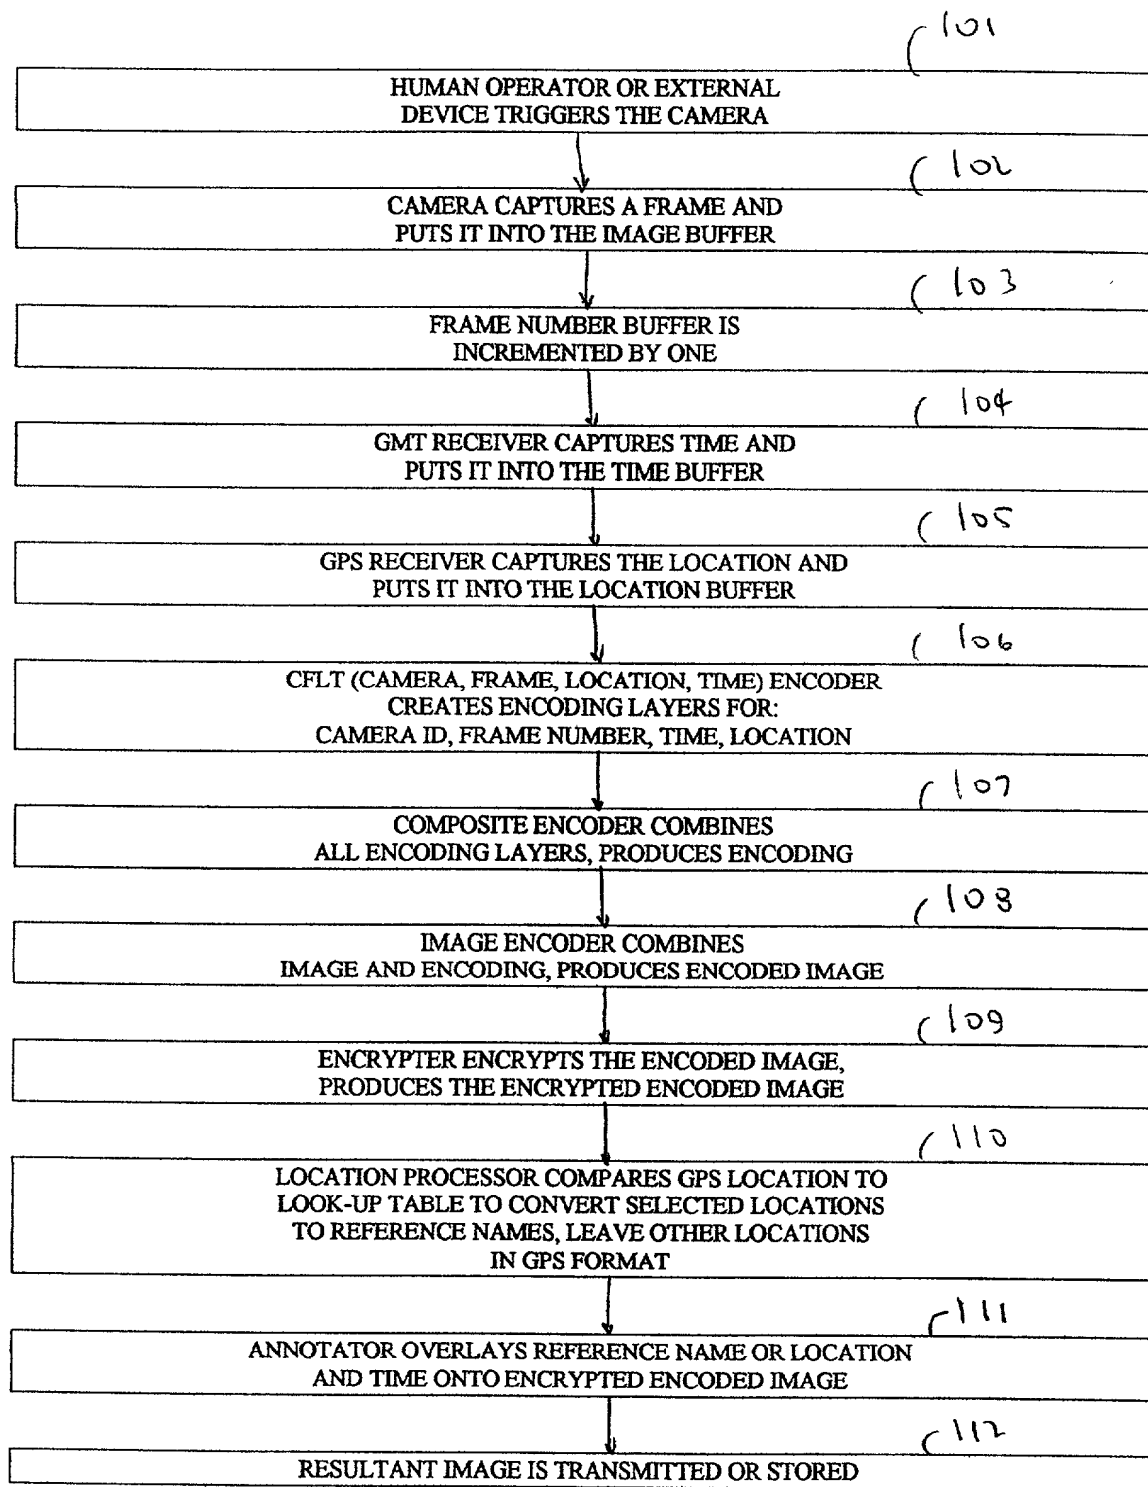 101
HUMAN OPERATOR OR EXTERNAL
DEVICE TRIGGERS THE CAMERA
102
CAMERA CAPTURES A FRAME AND
PUTS IT INTO THE IMAGE BUFFER
103
FRAME NUMBER BUFFER IS
INCREMENTED BY ONE
104
GMT RECEIVER CAPTURES TIME AND
PUTS IT INTO THE TIME BUFFER
105
GPS RECEIVER CAPTURES THE LOCATION AND
PUTS IT INTO THE LOCATION BUFFER
106
CFLT (CAMERA, FRAME, LOCATION, TIME) ENCODER
CREATES ENCODING LAYERS FOR:
CAMERA ID, FRAME NUMBER, TIME, LOCATION
107
COMPOSITE ENCODER COMBINES
ALL ENCODING LAYERS, PRODUCES ENCODING
108
IMAGE ENCODER COMBINES
IMAGE AND ENCODING, PRODUCES ENCODED IMAGE
109
ENCRYPTER ENCRYPTS THE ENCODED IMAGE,
PRODUCES THE ENCRYPTED ENCODED IMAGE
110
LOCATION PROCESSOR COMPARES GPS LOCATION TO
LOOK-UP TABLE TO CONVERT SELECTED LOCATIONS
TO REFERENCE NAMES, LEAVE OTHER LOCATIONS
IN GPS FORMAT
111
ANNOTATOR OVERLAYS REFERENCE NAME OR LOCATION
AND TIME ONTO ENCRYPTED ENCODED IMAGE
112
RESULTANT IMAGE IS TRANSMITTED OR STORED